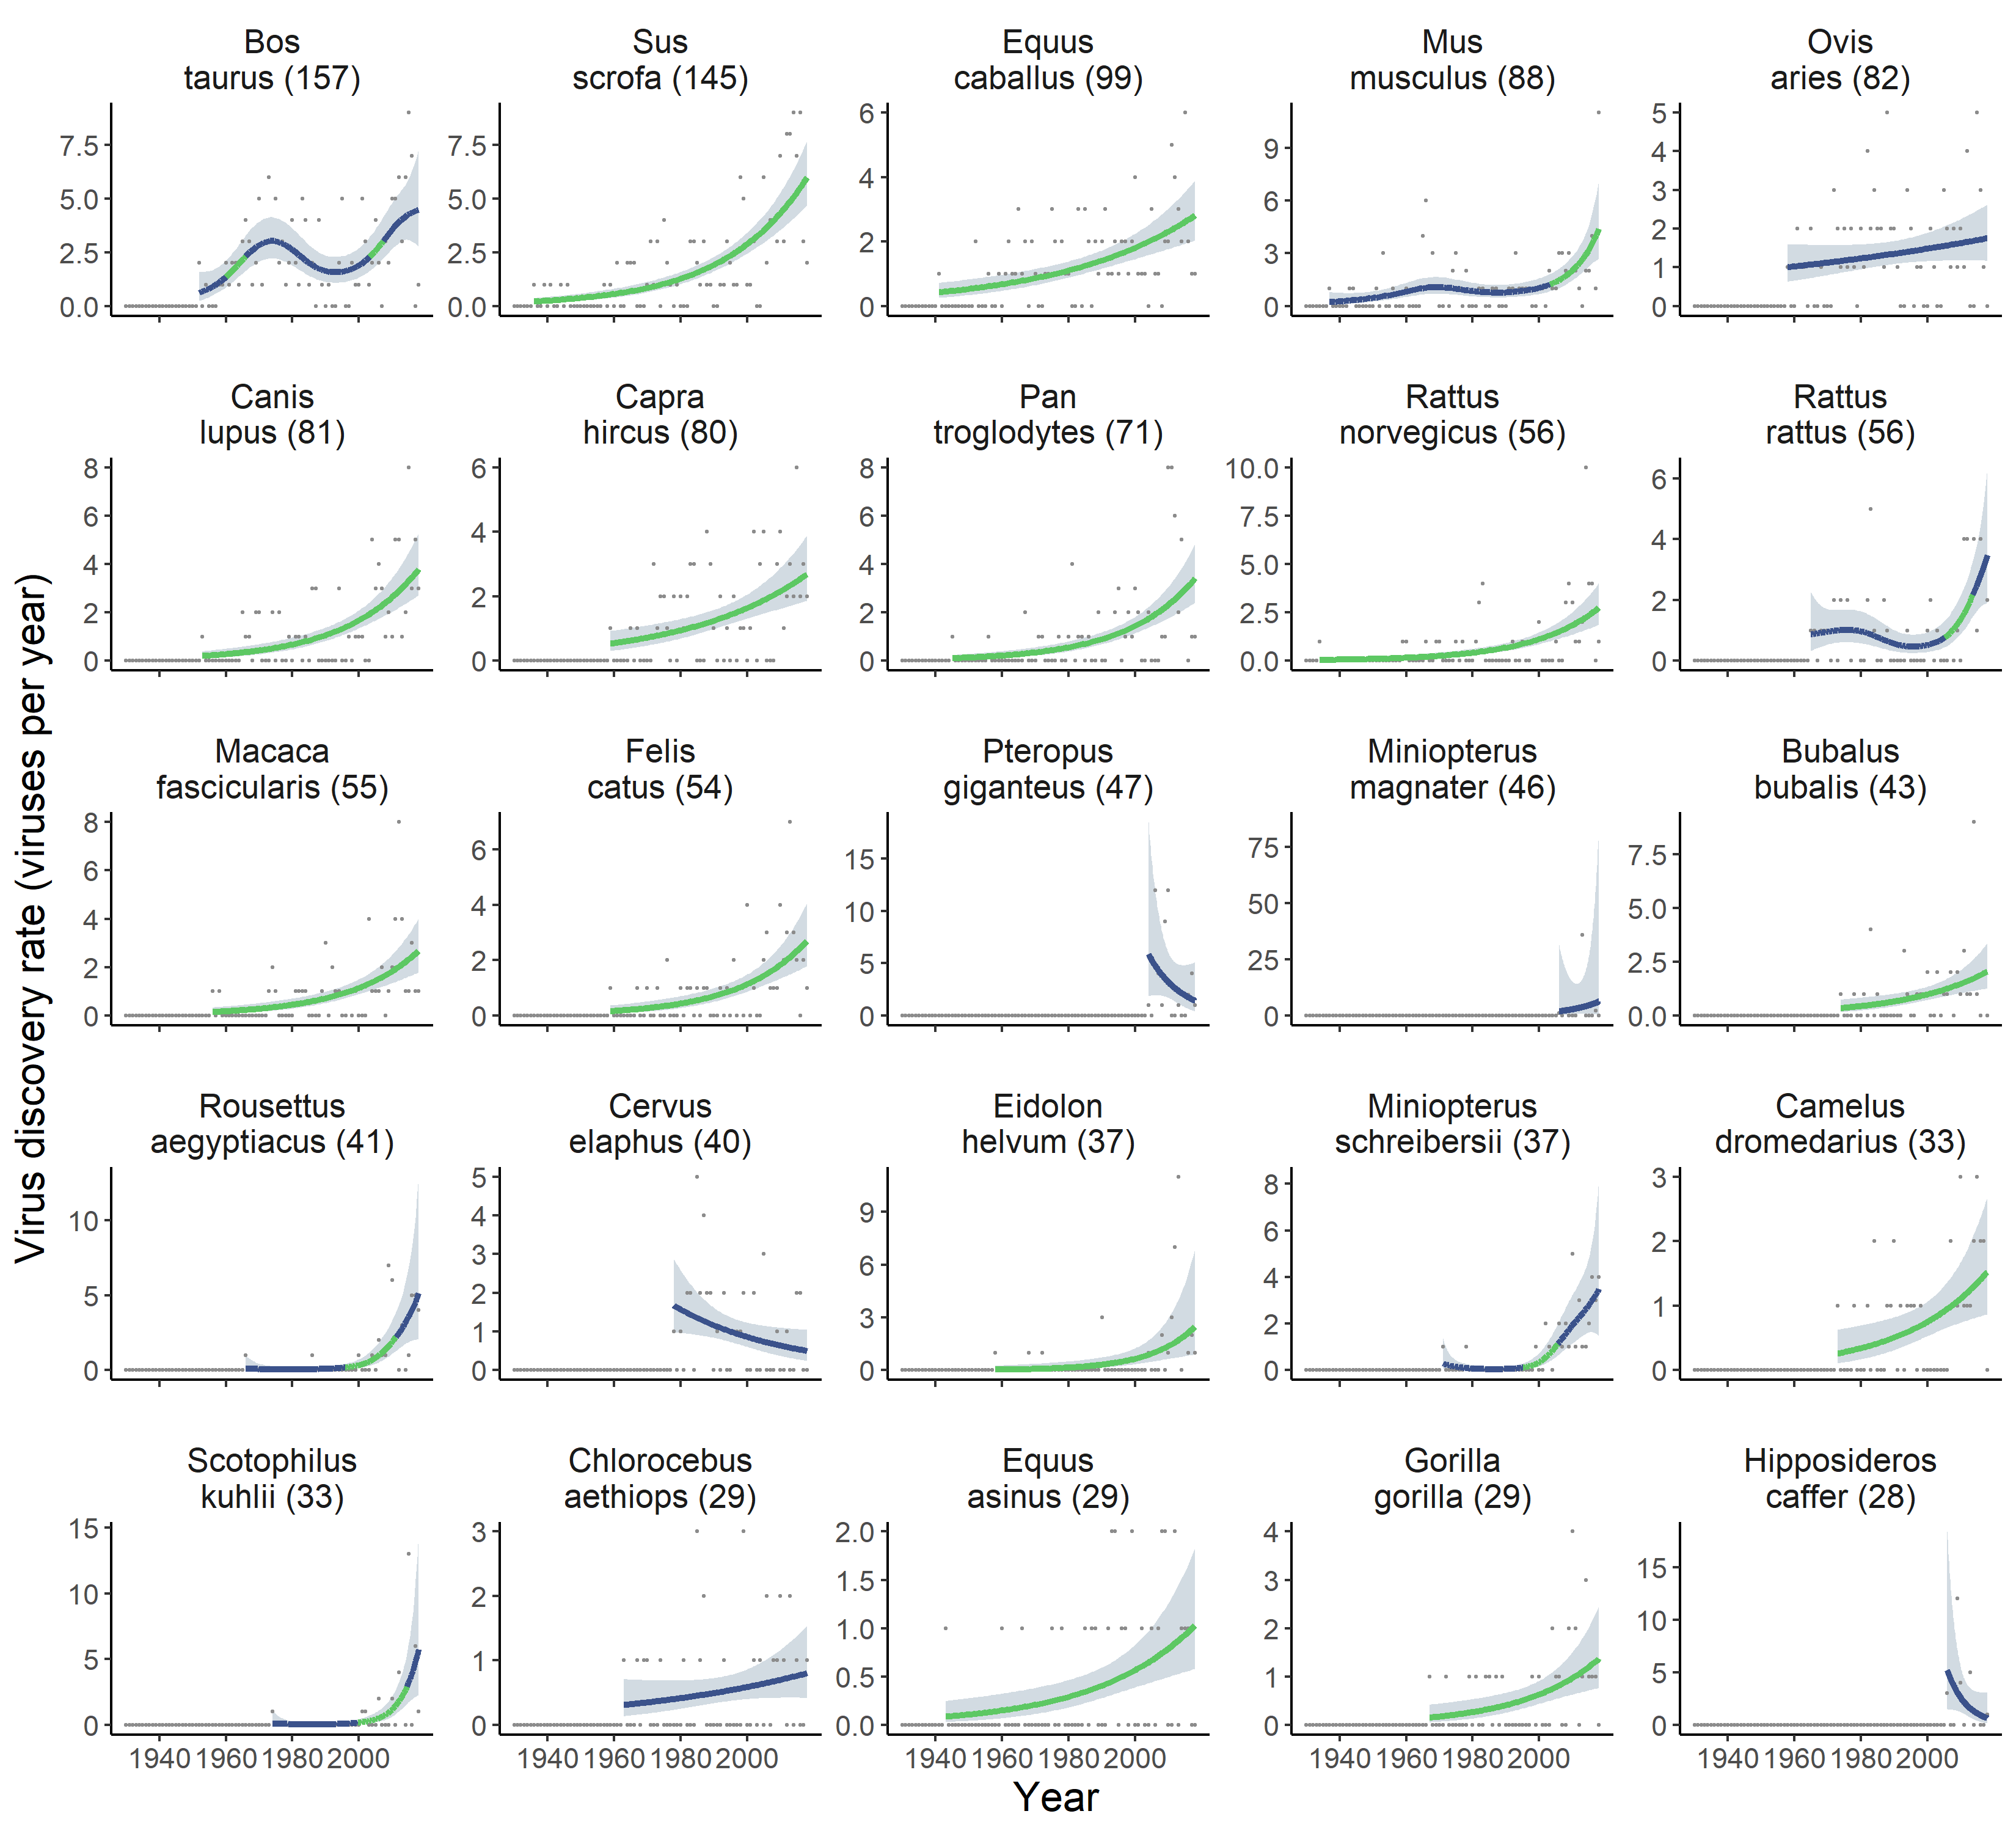 Bos
taurus (157)
Sus
scrofa (145)
Equus
caballus (99)
Mus
musculus (88)
Ovis
aries (82)
7.5
5.0
2.5
0.0
7.5
5.0
2.5
0.0
6
4
2
0
9
6
3
0
5
4
3
2
1
0
Canis
lupus (81)
Capra
hircus (80)
Pan
troglodytes (71)
Rattus
norvegicus (56)
Rattus
rattus (56)
8
6
4
2
0
6
4
2
0
8
6
4
2
0
10.0
7.5
5.0
2.5
0.0
6
4
2
0
Macaca
fascicularis (55)
Felis
catus (54)
Pteropus
giganteus (47)
Miniopterus
magnater (46)
Bubalus
bubalis (43)
8
6
4
2
0
6
4
2
0
15
10
5
0
75
50
25
0
7.5
5.0
2.5
0.0
Rousettus
aegyptiacus (41)
Cervus
elaphus (40)
Eidolon
helvum (37)
Miniopterus
schreibersii (37)
Camelus
dromedarius (33)
10
5
0
5
4
3
2
1
0
9
6
3
0
8
6
4
2
0
3
2
1
0
Scotophilus
kuhlii (33)
Chlorocebus
aethiops (29)
Equus
asinus (29)
Gorilla
gorilla (29)
Hipposideros
caffer (28)
15
10
5
0
3
2
1
0
2.0
1.5
1.0
0.5
0.0
4
3
2
1
0
15
10
5
0
1940 1960 1980 2000
1940 1960 1980 2000
1940 1960 1980 2000
1940 1960 1980 2000
1940 1960 1980 2000
Year
Virus discovery rate (viruses per year)